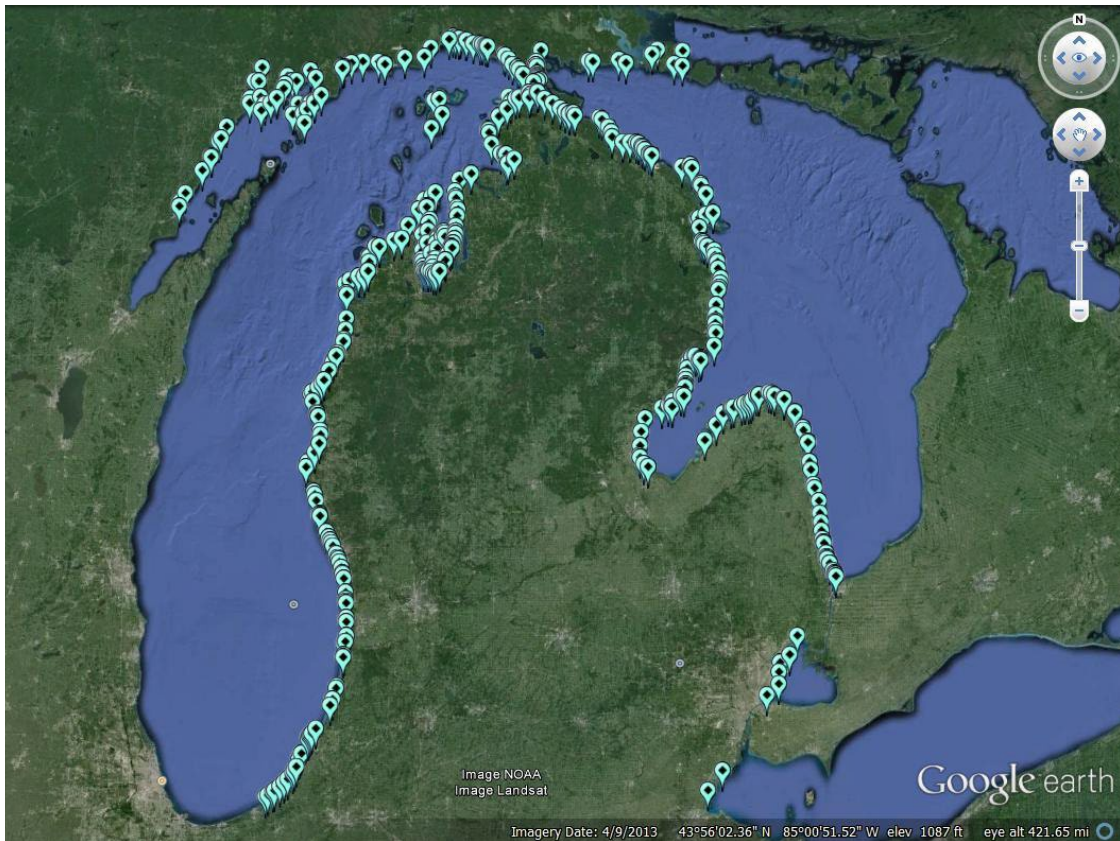 N
Image NOAA
Image Landsat
Google earth
Imagery Date: 4/9/2013 43°56'02.36" N 85°00'51.52" W elev 1087 ft eye alt 421.65 mi